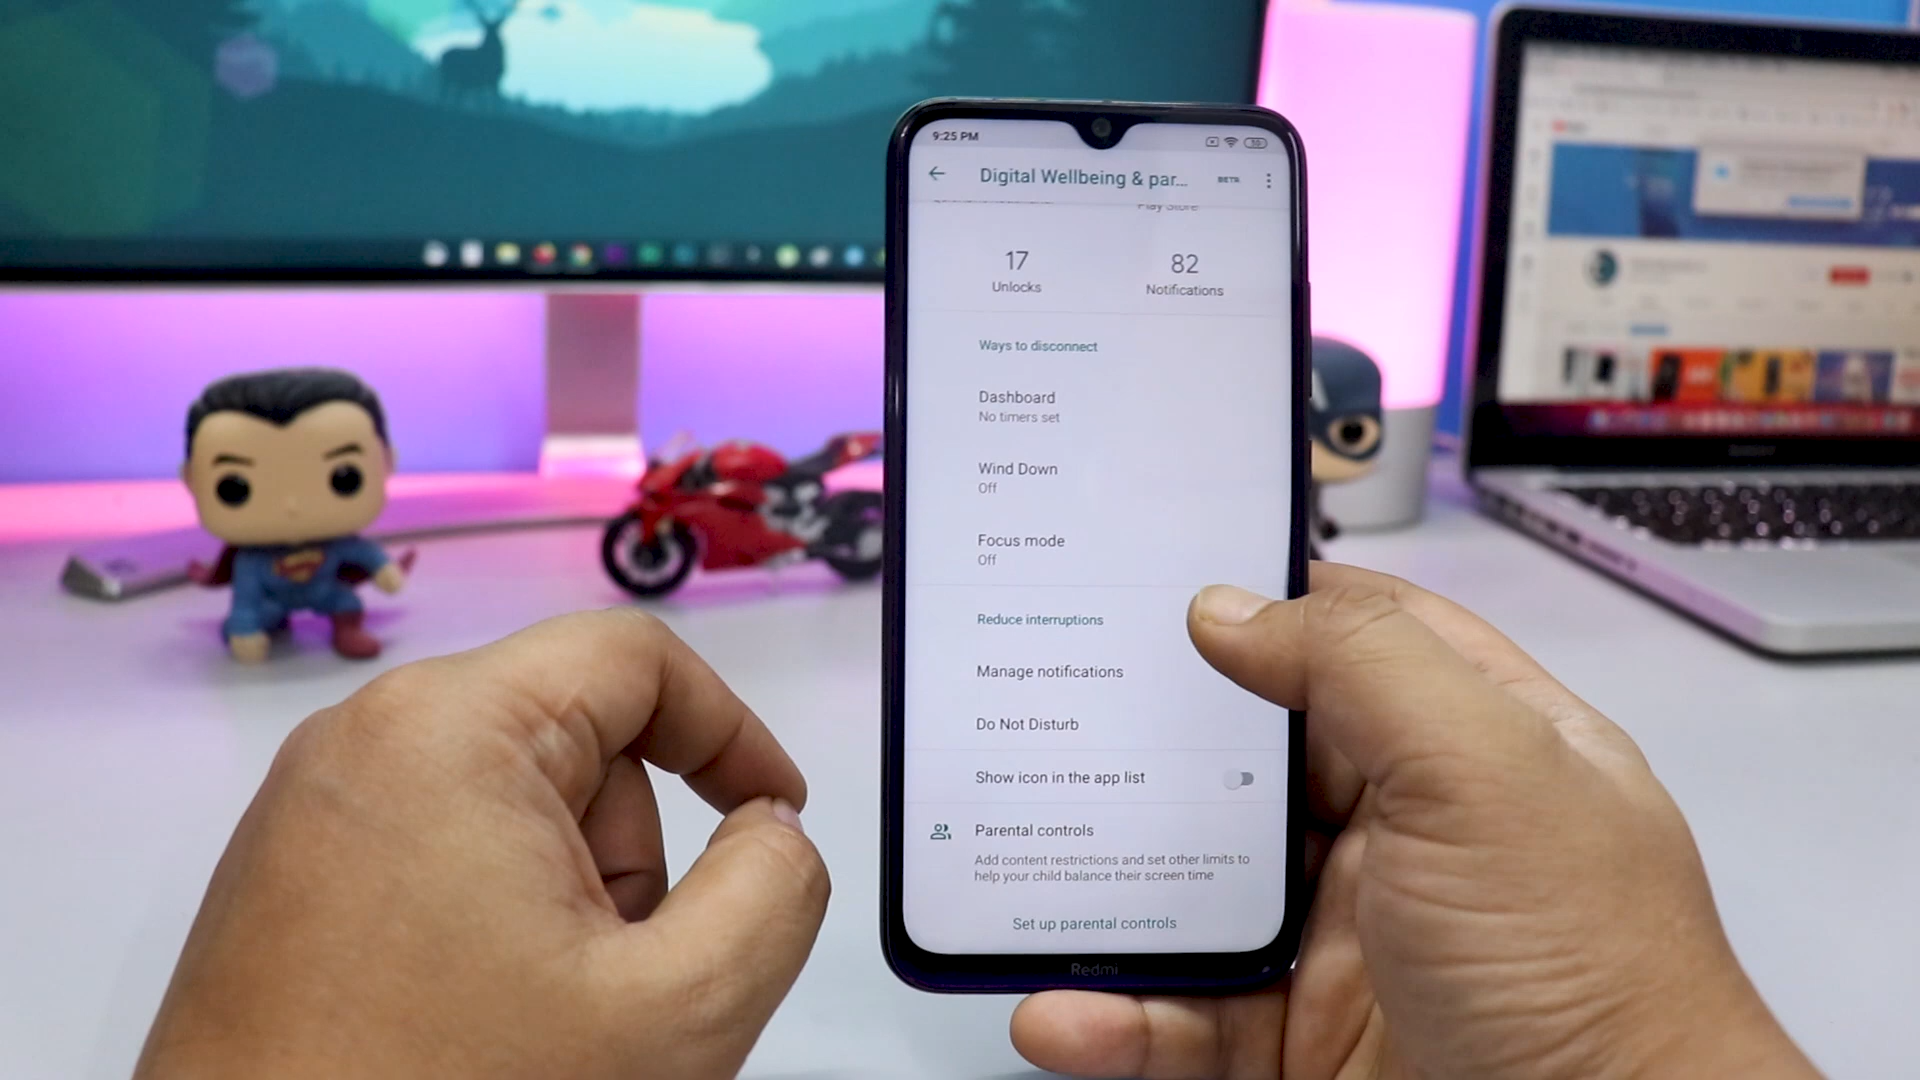 9:25 PM
Digital Wellbeing & par...
BETA
Play Store
17
82
Unlocks
Notifications
Ways to disconnect
Dashboard
No timers set
Wind Down
Off
Focus mode
Off
Reduce interruptions
Manage notifications
Do Not Disturb
Show icon in the app list
Parental controls
Add content restrictions and set other limits to
help your child balance their screen time
Set up parental controls
Redmi